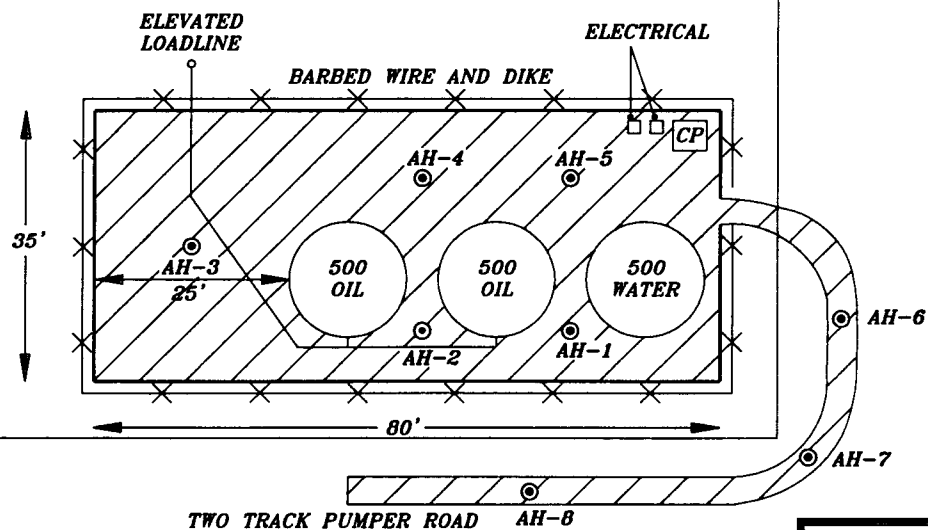 ELEVATED
LOADLINE
ELECTRICAL
BARBED WIRE AND DIKE
CP
AH-4
AH-5
35'
AH-3
25'
500
OIL
500
OIL
500
WATER
AH-6
AH-2
AH-1
80'
AH-7
TWO TRACK PUMPER ROAD
AH-8